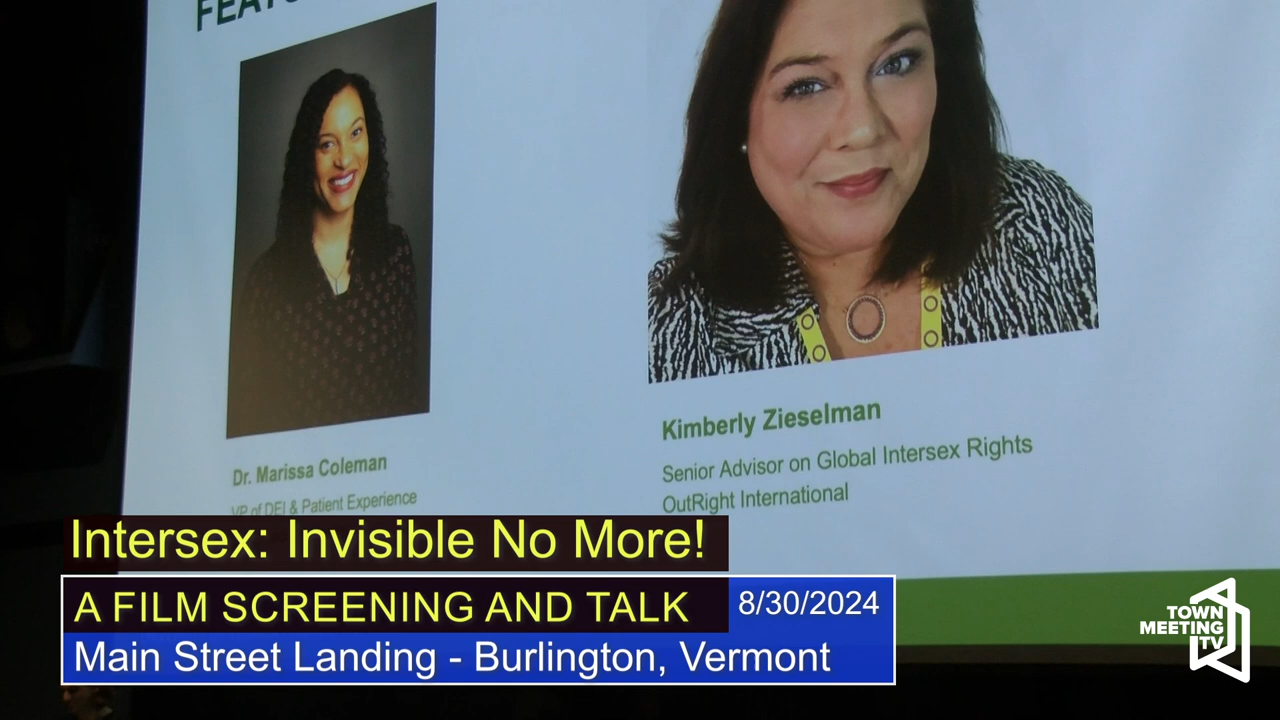 Dr. Marissa Coleman
VP of DEI & Patient Experience
Kimberly Zieselman
Senior Advisor on Global Intersex Rights
OutRight International
Intersex: Invisible No More!
A FILM SCREENING AND TALK
8/30/2024
Main Street Landing - Burlington, Vermont
TOWN
MEETING
TV